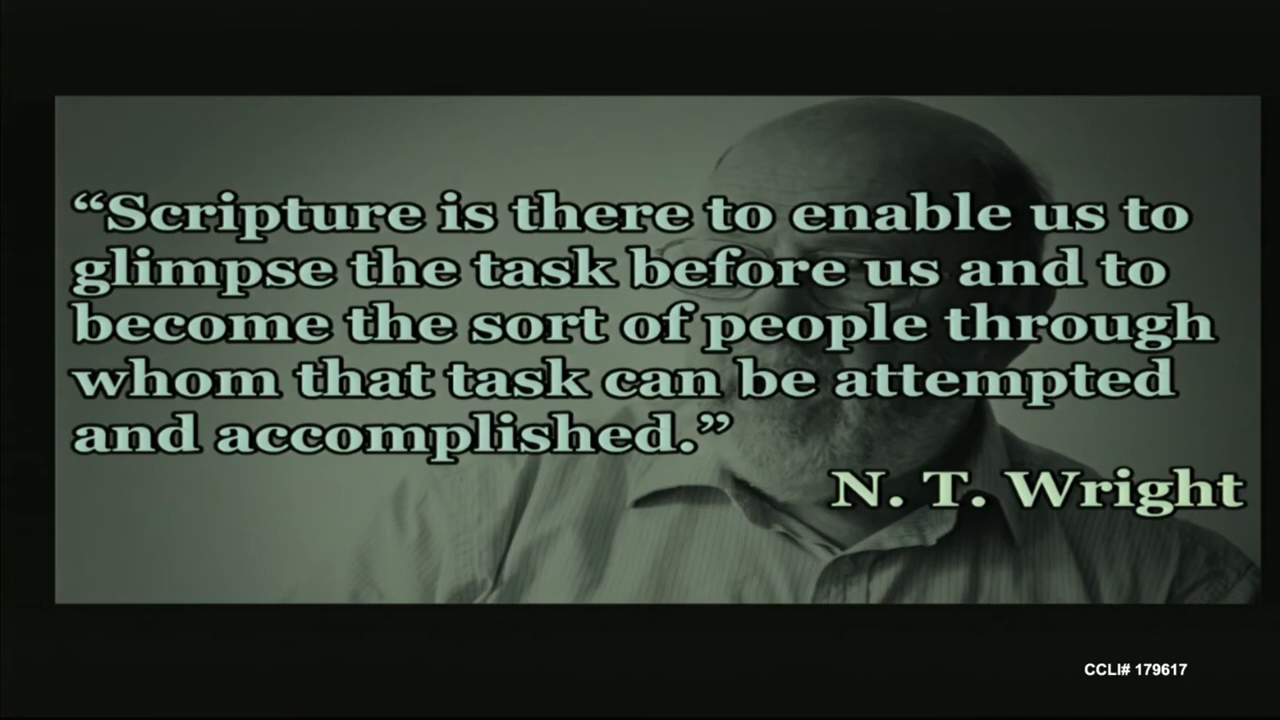 “Scripture is there to enable us to
glimpse the task before us and to
become the sort of people through
whom that task can be attempted
and accomplished.”
N. T. Wright
CCLI# 179617